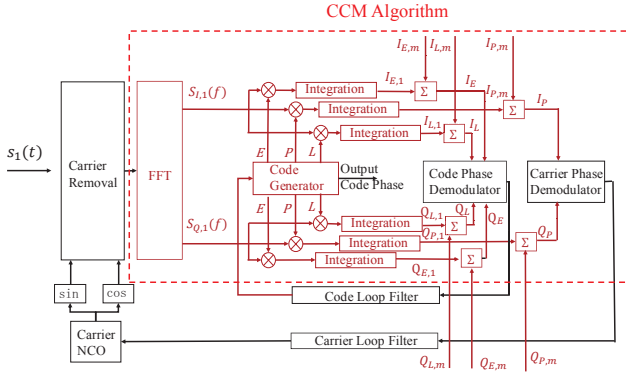 CCM Algorithm
I_{E,m} I_{L,m} I_{P,m}
S_{I,1}(f) Integration I_{E,1} Σ I_E I_{P,m}
Integration Σ I_P
Integration I_{L,1} Σ I_L
s_1(t) Carrier Removal
FFT
E P L
Code Generator
Output Code Phase
Code Phase Demodulator
Carrier Phase Demodulator
E P L
S_{Q,1}(f) Integration Q_{L,1} Σ Q_L Q_E
Integration Q_{P,1} Σ Q_P
Integration Q_{E,1} Σ
sin cos
Code Loop Filter
Carrier NCO
Carrier Loop Filter
Q_{L,m} Q_{E,m} Q_{P,m}